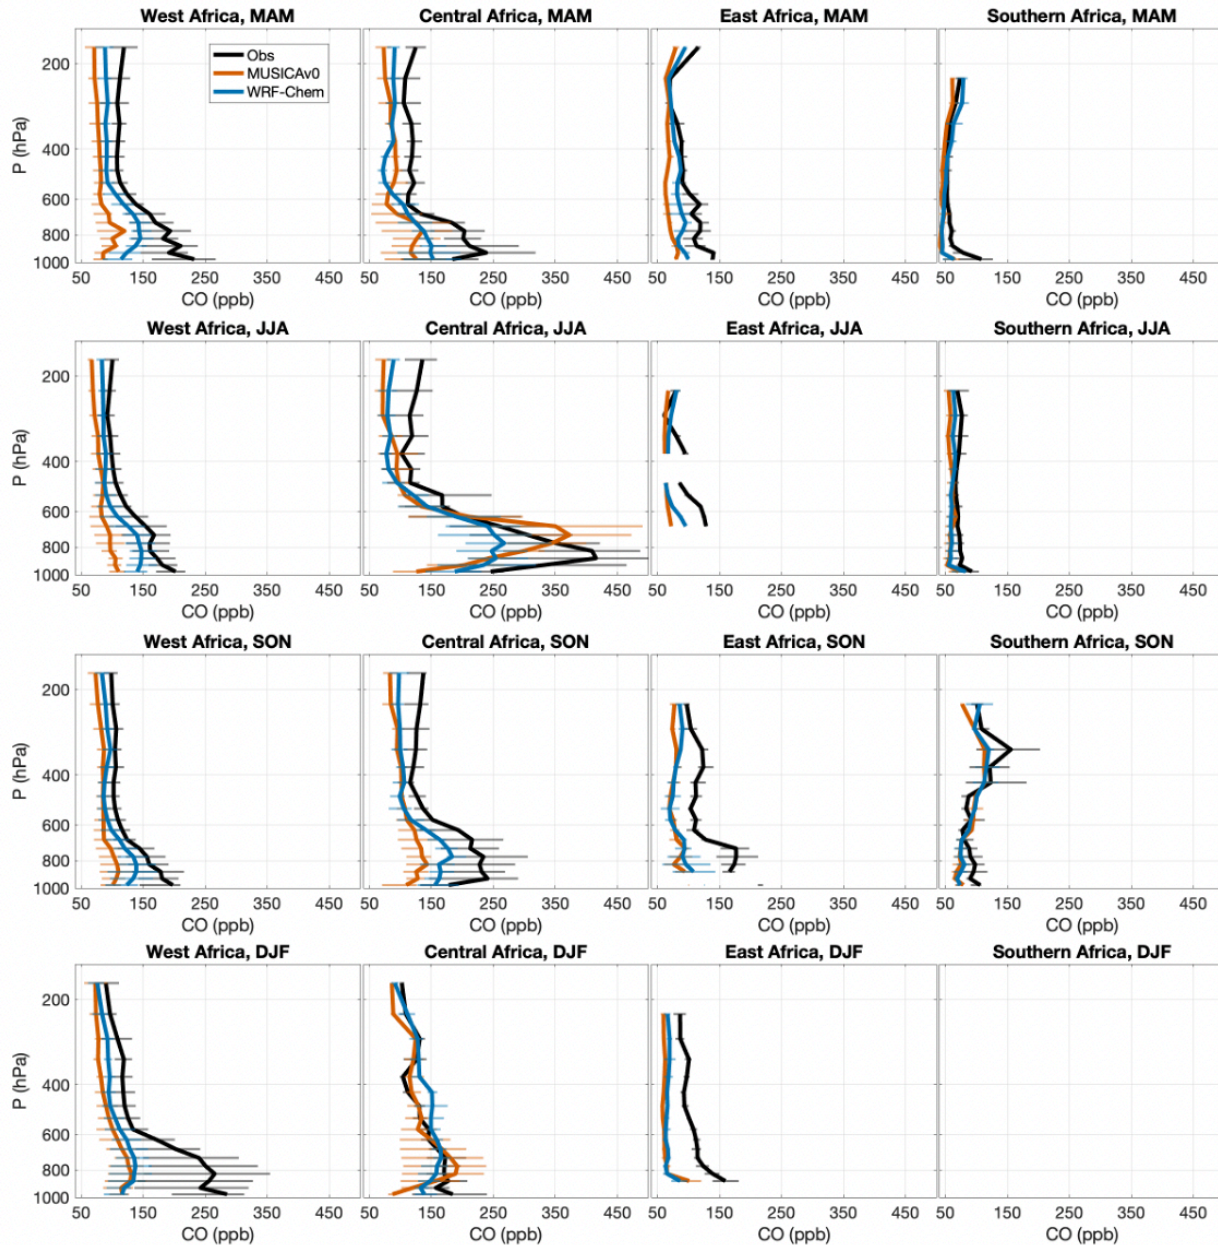 West Africa, MAM Central Africa, MAM East Africa, MAM Southern Africa, MAM
Obs
MUSICAv0
WRF-Chem
P (hPa)
200
400
600
800
1000
50 150 250 350 450 50 150 250 350 450 50 150 250 350 450 50 150 250 350 450
CO (ppb) CO (ppb) CO (ppb) CO (ppb)
West Africa, JJA Central Africa, JJA East Africa, JJA Southern Africa, JJA
P (hPa)
200
400
600
800
1000
50 150 250 350 450 50 150 250 350 450 50 150 250 350 450 50 150 250 350 450
CO (ppb) CO (ppb) CO (ppb) CO (ppb)
West Africa, SON Central Africa, SON East Africa, SON Southern Africa, SON
P (hPa)
200
400
600
800
1000
50 150 250 350 450 50 150 250 350 450 50 150 250 350 450 50 150 250 350 450
CO (ppb) CO (ppb) CO (ppb) CO (ppb)
West Africa, DJF Central Africa, DJF East Africa, DJF Southern Africa, DJF
P (hPa)
200
400
600
800
1000
50 150 250 350 450 50 150 250 350 450 50 150 250 350 450 50 150 250 350 450
CO (ppb) CO (ppb) CO (ppb) CO (ppb)